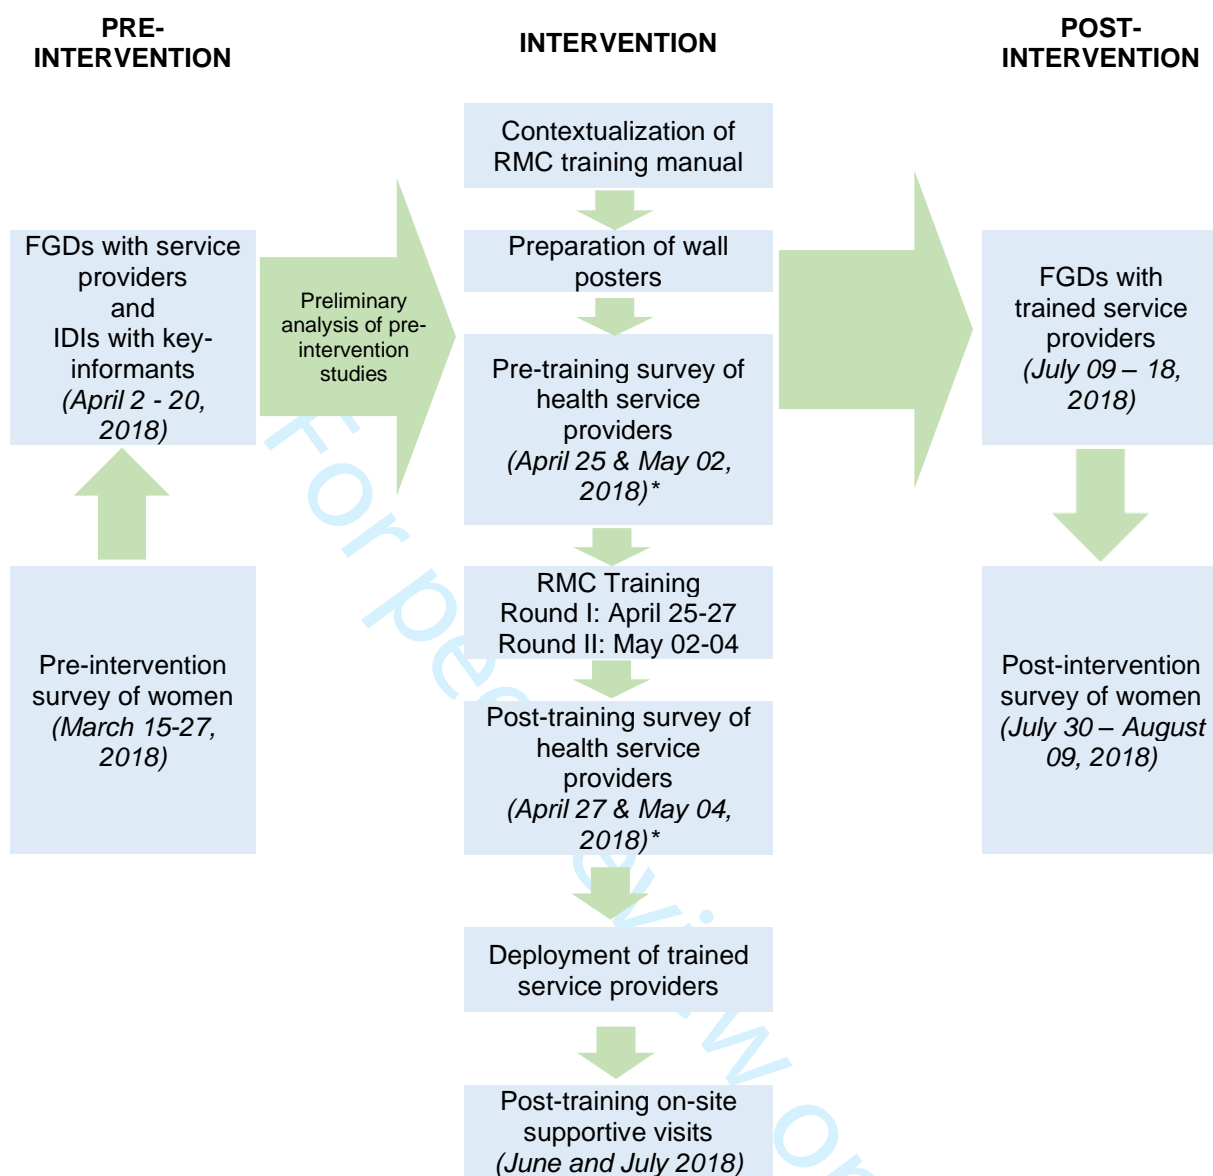 PRE-
INTERVENTION
INTERVENTION
POST-
INTERVENTION
FGDs with service
providers
and
IDIs with key-
informants
(April 2 - 20,
2018)
Pre-intervention
survey of women
(March 15-27,
2018)
Preliminary
analysis of pre-
intervention
studies
Contextualization of
RMC training manual
Preparation of wall
posters
Pre-training survey of
health service
providers
(April 25 & May 02,
2018)*
RMC Training
Round I: April 25-27
Round II: May 02-04
Post-training survey of
health service
providers
(April 27 & May 04,
2018)*
Deployment of trained
service providers
Post-training on-site
supportive visits
(June and July 2018)
FGDs with
trained service
providers
(July 09 – 18,
2018)
Post-intervention
survey of women
(July 30 – August
09, 2018)
For pee
eview on